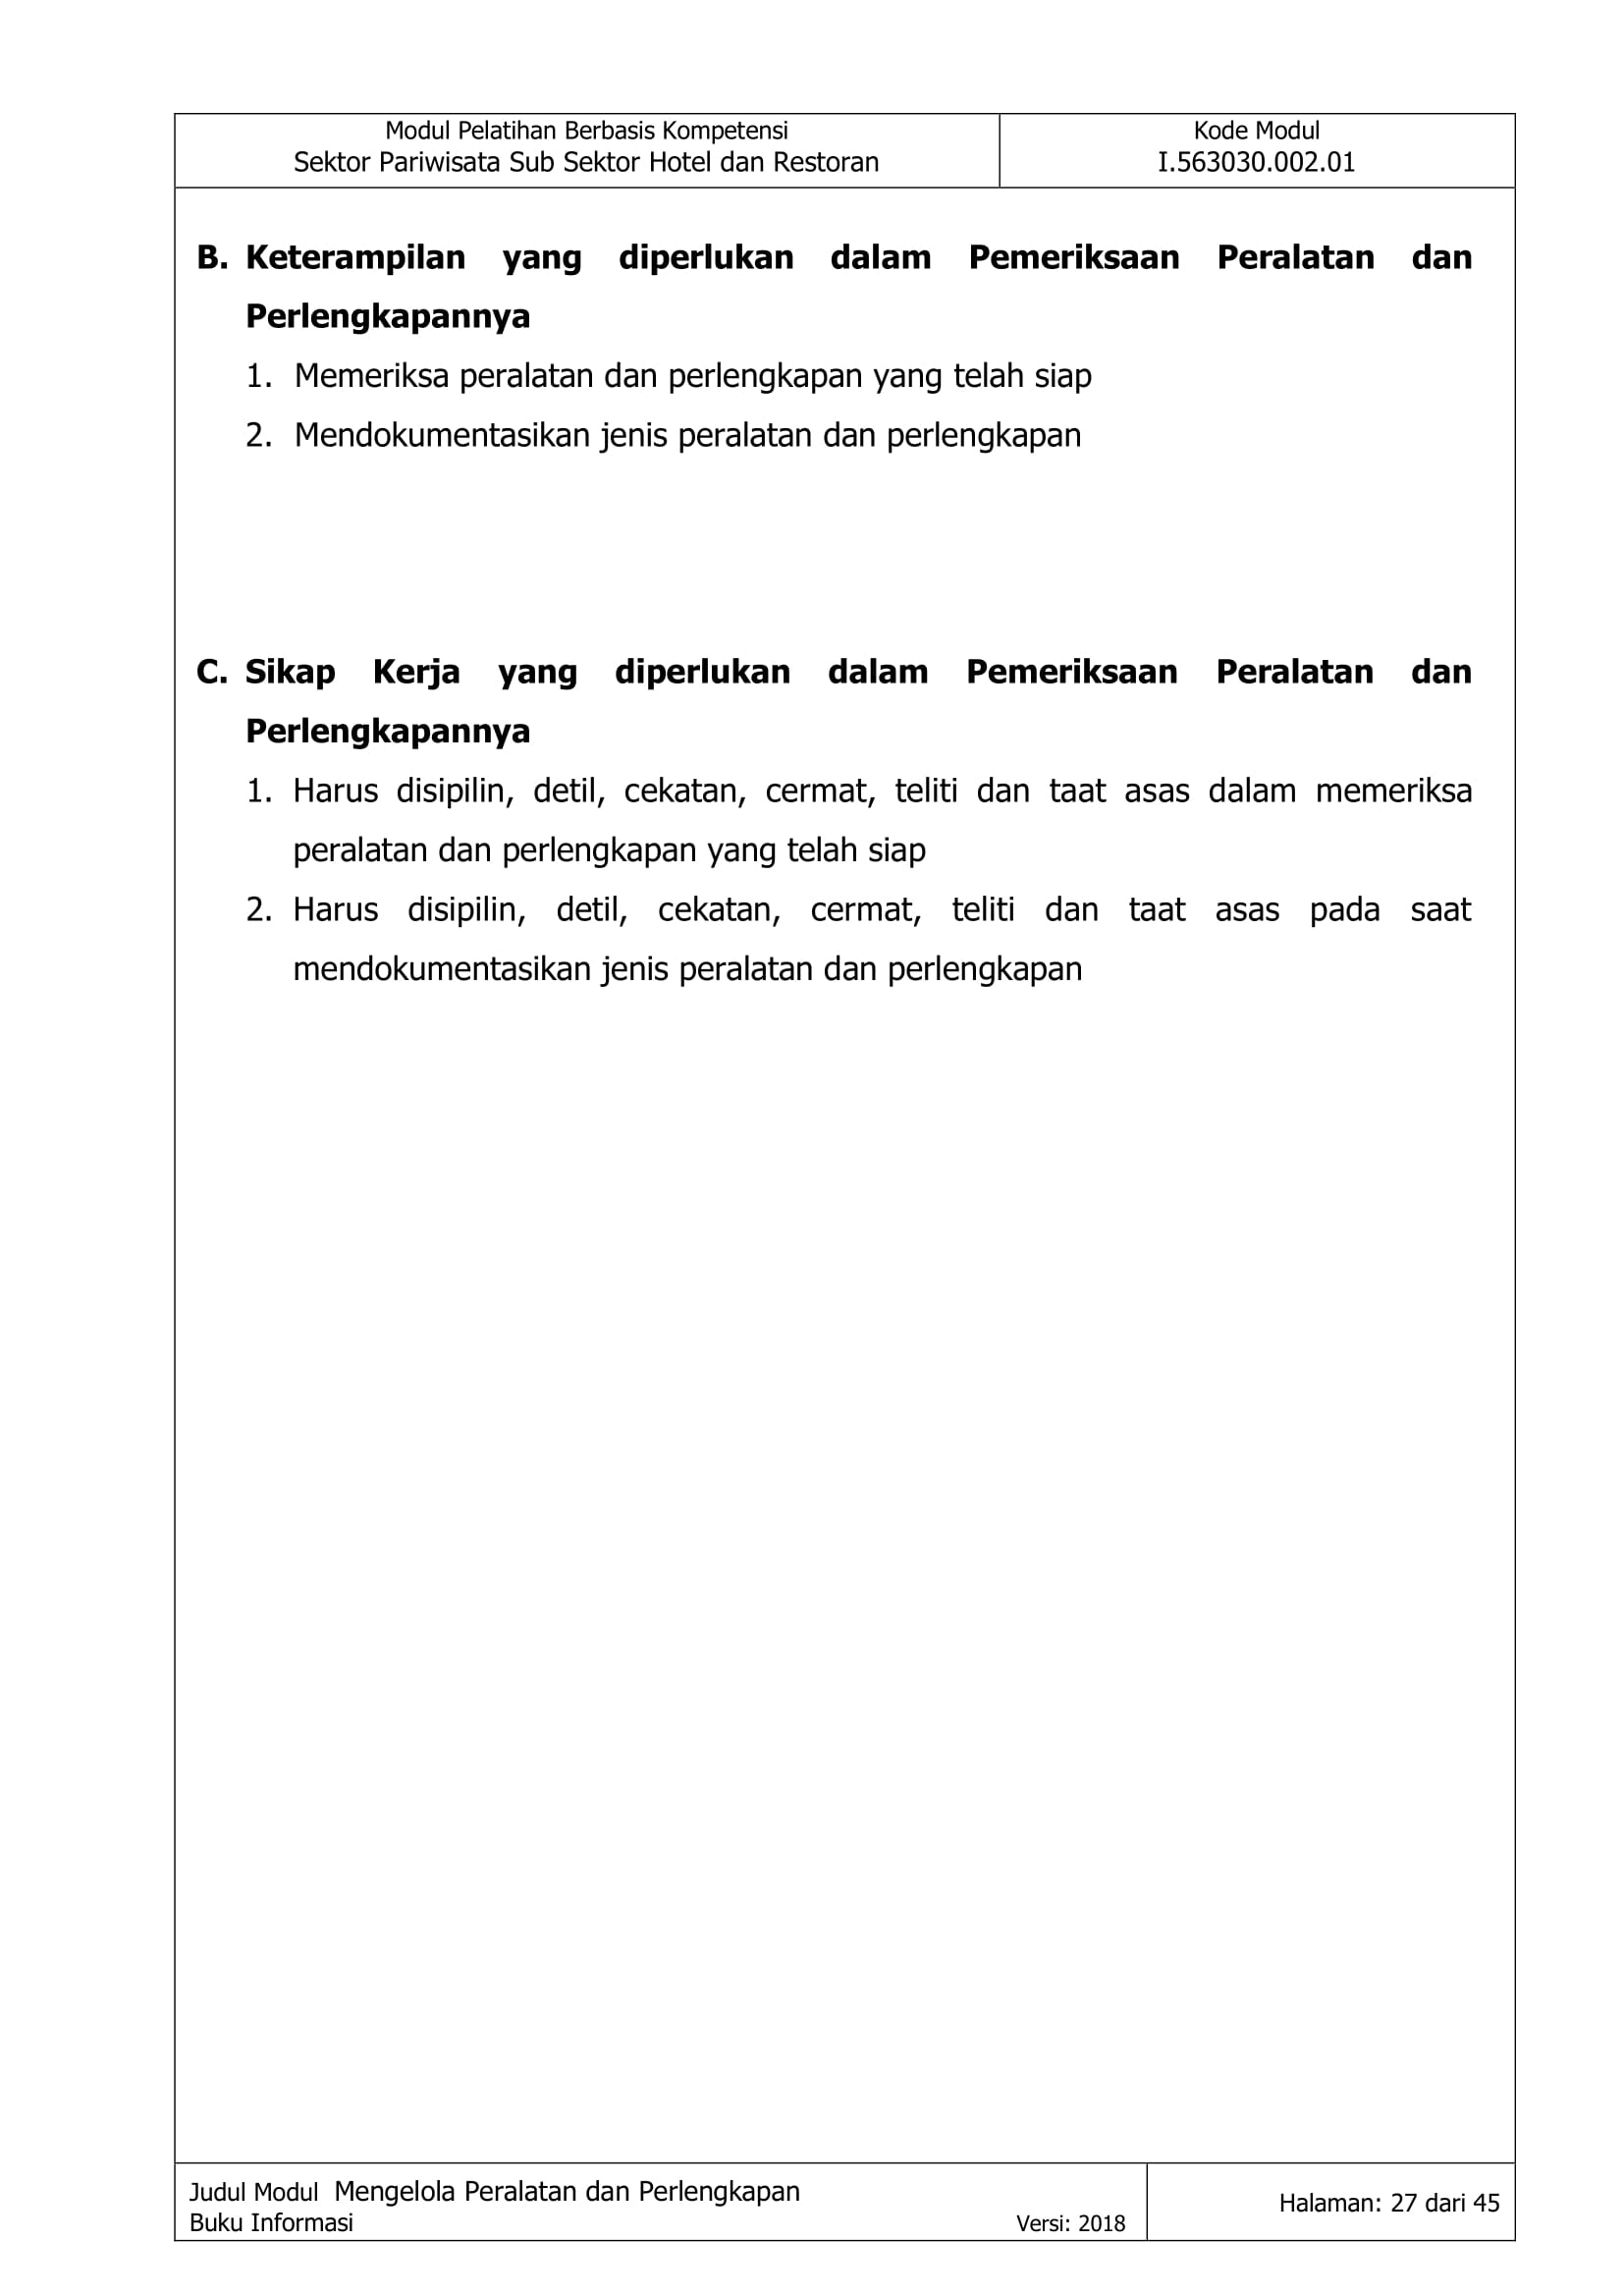 Modul Pelatihan Berbasis Kompetensi
Sektor Pariwisata Sub Sektor Hotel dan Restoran
Kode Modul
I.563030.002.01
B. Keterampilan yang diperlukan dalam Pemeriksaan Peralatan dan
Perlengkapannya
1. Memeriksa peralatan dan perlengkapan yang telah siap
2. Mendokumentasikan jenis peralatan dan perlengkapan
C. Sikap Kerja yang diperlukan dalam Pemeriksaan Peralatan dan
Perlengkapannya
1. Harus disipilin, detil, cekatan, cermat, teliti dan taat asas dalam memeriksa
peralatan dan perlengkapan yang telah siap
2. Harus disipilin, detil, cekatan, cermat, teliti dan taat asas pada saat
mendokumentasikan jenis peralatan dan perlengkapan
Judul Modul Mengelola Peralatan dan Perlengkapan
Buku Informasi Versi: 2018
Halaman: 27 dari 45